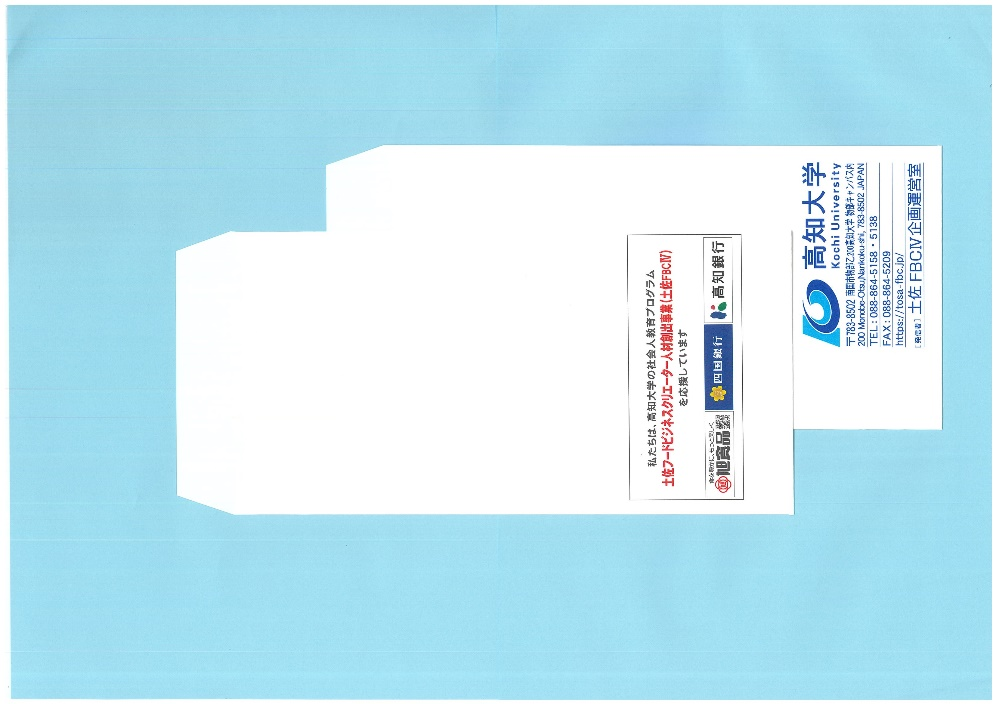 高知大学
Kochi University
〒783-8502 南国市物部乙200高知大学 物部キャンパス内
200 Monobe-Otsu,Nankoku-shi, 783-8502 JAPAN
TEL : 088-864-5158・5138
FAX : 088-864-5209
https://tosa-fbc.jp/
[発信者] 土佐 FBCⅣ企画運営室
私たちは、高知大学の社会人教育プログラム
土佐フードビジネスクリエーター人材創出事業(土佐FBCⅣ)
を応援しています
旭食品 四国銀行 高知銀行